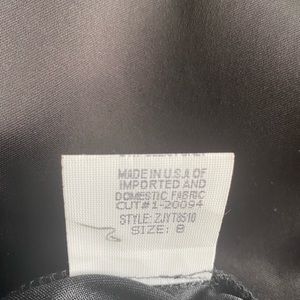 MADE IN U.S.A OF
IMPORTED AND
DOMESTIC FABRIC
CUT#1-20094
STYLE: ZJYT8510
SIZE: 8